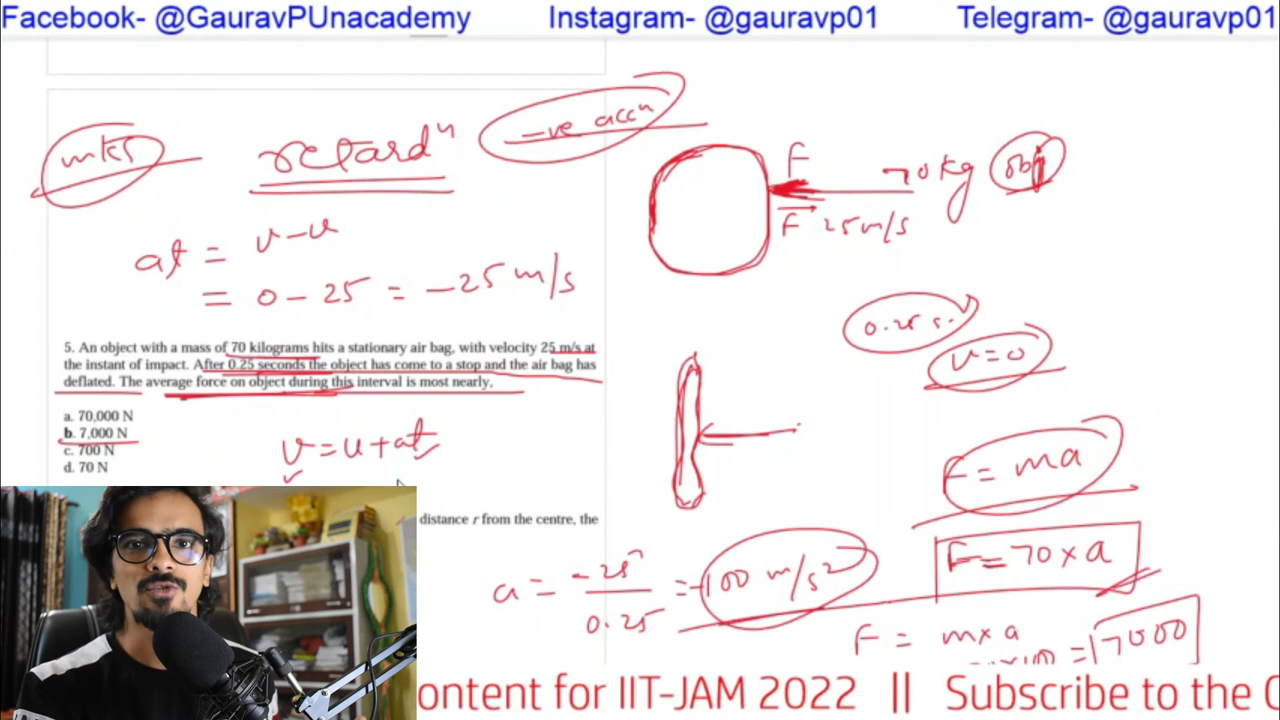 Facebook- @GauravPUnacademy Instagram- @gauravp01 Telegram- @gauravp01
mks
retardⁿ
-ve accⁿ
F
70 kg obj
F 25 m/s
at = v-u
= 0-25 = -25 m/s
0.25 s.
v=0
5. An object with a mass of 70 kilograms hits a stationary air bag, with velocity 25 m/s at
the instant of impact. After 0.25 seconds the object has come to a stop and the air bag has
deflated. The average force on object during this interval is most nearly,
a. 70,000 N
b. 7,000 N
c. 700 N
d. 70 N
v=u+at
F = ma
distance r from the centre, the
a = -25/0.25 = -100 m/s²
F = 70 × a
F = m × a
= 7000
ontent for IIT-JAM 2022 || Subscribe to the C